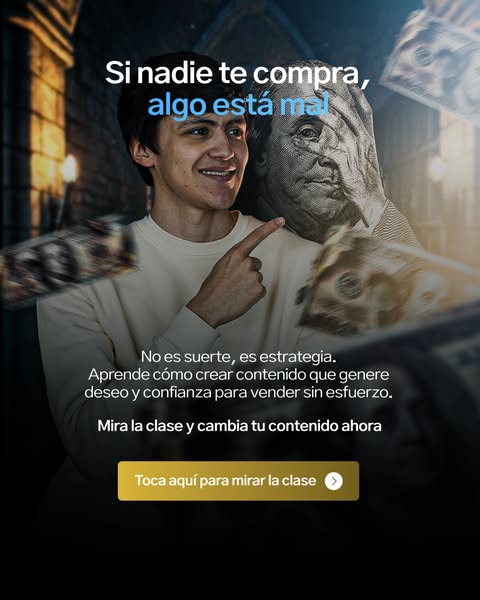 Si nadie te compra,
algo está mal
No es suerte, es estrategia.
Aprende cómo crear contenido que genere
deseo y confianza para vender sin esfuerzo.
Mira la clase y cambia tu contenido ahora
Toca aquí para mirar la clase